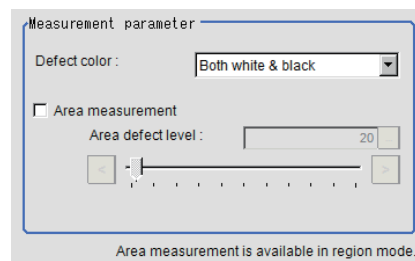 Measurement parameter
Defect color : Both white & black
Area measurement
Area defect level : 20 ...
< >
Area measurement is available in region mode.